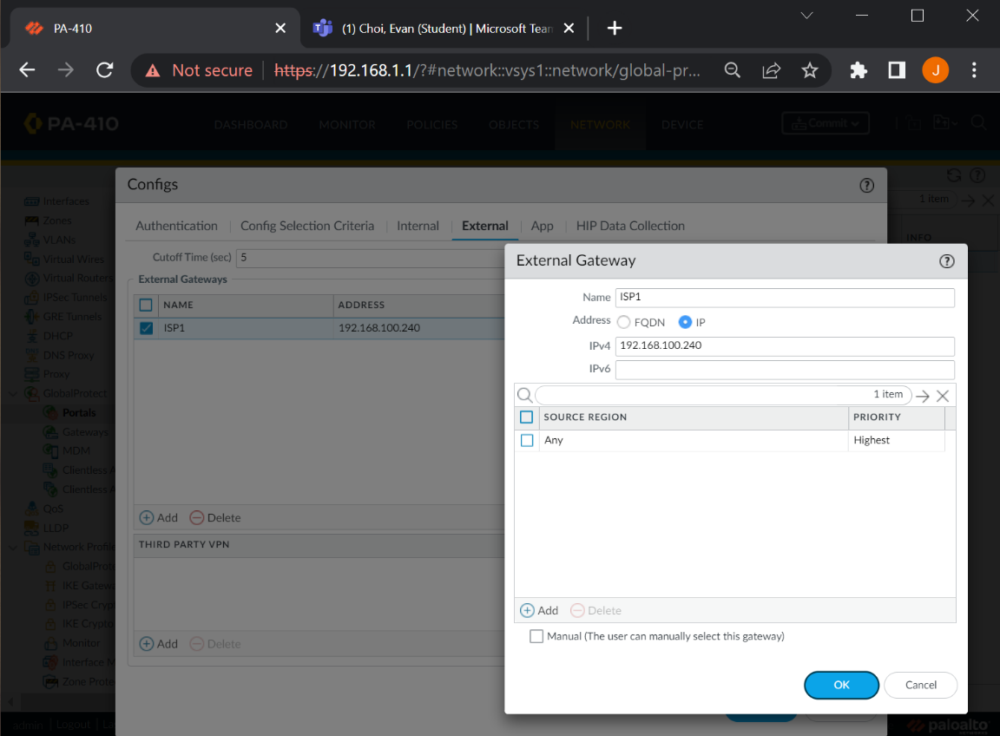 PA-410
(1) Choi, Evan (Student) | Microsoft Team
Not secure
https://192.168.1.1/?#network::vsys1::network/global-pr...
J
PA-410
DASHBOARD
MONITOR
POLICIES
OBJECTS
NETWORK
DEVICE
Commit
Interfaces
Zones
VLANs
Virtual Wires
Virtual Routers
IPSec Tunnels
GRE Tunnels
DHCP
DNS Proxy
Proxy
GlobalProtect
Portals
Gateways
MDM
Clientless A
Clientless A
QoS
LLDP
Network Profile
GlobalProte
IKE Gatew
IPSec Crypt
IKE Crypto
Monitor
Interface M
Zone Prote
admin | Logout | La
1 item
INFO
Configs
Authentication
Config Selection Criteria
Internal
External
App
HIP Data Collection
Cutoff Time (sec) 5
External Gateways
NAME ADDRESS
ISP1 192.168.100.240
Add Delete
THIRD PARTY VPN
Add Delete
External Gateway
Name ISP1
Address FQDN IP
IPv4 192.168.100.240
IPv6
1 item
SOURCE REGION PRIORITY
Any Highest
Add Delete
Manual (The user can manually select this gateway)
OK Cancel
paloalto